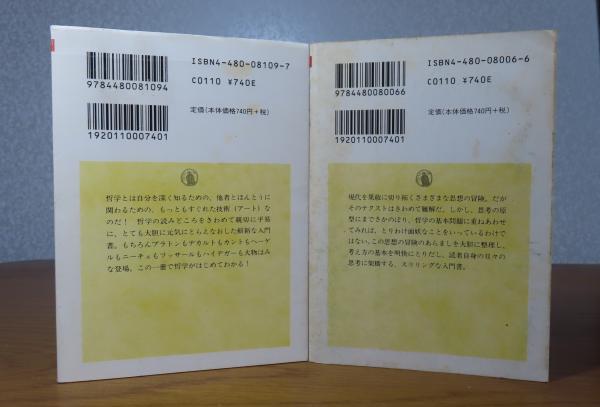 ISBN4-480-08109-7
C0110 ¥740E
9784480081094
定価(本体価格740円+税)
1920110007401
哲学とは自分を深く知るための、他者とほんとうに
関わるための、もっともすぐれた技術(アート)なの
だ! 哲学の読みどころをきわめて親切に平易
に、とても大胆に元気にとらえなおした斬新な入門
書。もちろんプラトンもデカルトもカントもヘーゲ
ルもニーチェもフッサールもハイデガーも大物はみ
な登場。この一冊で哲学がはじめてわかる!
ISBN4-480-08006-6
C0110 ¥740E
9784480080066
定価(本体価格740円+税)
1920110007401
現代を果敢に切り拓くさまざまな思想の冒険。だが
そのテクストはきわめて難解だ。しかし、思考の原
型にまでさかのぼり、哲学の基本問題に重ねあわせ
てみれば、とりわけ面妖なことをいっているわけで
はない。この思想の冒険のあらましを大胆に整理し、
考え方の基本を明快にとりだし、読者自身の日々の
思考に架橋する、スリリングな入門書。